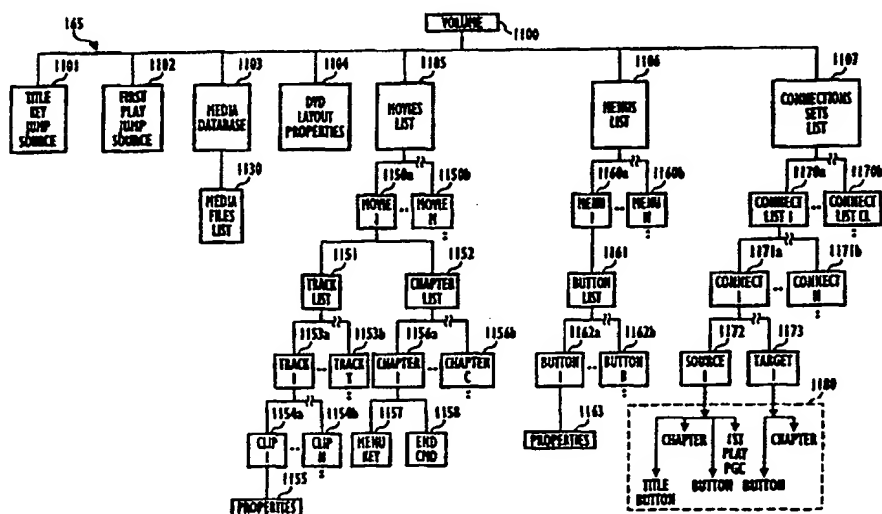 VOLUME
1100
165
1101
1102
1103
1104
1105
1106
1107
TITLE KEY JUMP SOURCE
FIRST PLAY JUMP SOURCE
MEDIA DATABASE
DVD LAYOUT PROPERTIES
MOVIES LIST
MENUS LIST
CONNECTIONS SETS LIST
1130
MEDIA FILES LIST
1150a
1150b
MOVIE 1
MOVIE M
1160a
1160b
MENU 1
MENU N
1170a
1170b
CONNECT LIST 1
CONNECT LIST CL
1151
1152
TRACK LIST
CHAPTER LIST
1161
BUTTON LIST
1171a
1171b
CONNECT 1
CONNECT N
1153a
1153b
TRACK 1
TRACK T
1156a
1156b
CHAPTER 1
CHAPTER C
1162a
1162b
BUTTON 1
BUTTON B
1172
1173
SOURCE 1
TARGET 1
1180
1154a
1154b
CLIP 1
CLIP N
1157
1158
MENU KEY
END CMD
1163
PROPERTIES
1155
PROPERTIES
CHAPTER
1ST PLAY PGC
CHAPTER
TITLE BUTTON
BUTTON
BUTTON